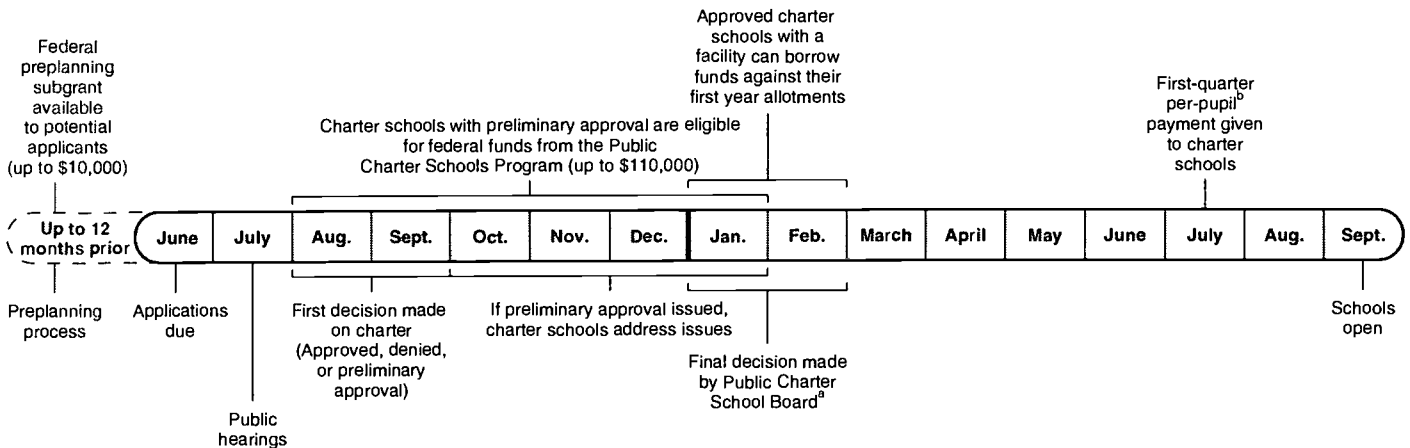 Federal
preplanning
subgrant
available
to potential
applicants
(up to $10,000)
Charter schools with preliminary approval are eligible
for federal funds from the Public
Charter Schools Program (up to $110,000)
Approved charter
schools with a
facility can borrow
funds against their
first year allotments
First-quarter
per-pupilᵇ
payment given
to charter
schools
Up to 12
months prior
June
July
Aug.
Sept.
Oct.
Nov.
Dec.
Jan.
Feb.
March
April
May
June
July
Aug.
Sept.
Preplanning
process
Applications
due
Public
hearings
First decision made
on charter
(Approved, denied,
or preliminary
approval)
If preliminary approval issued,
charter schools address issues
Final decision made
by Public Charter
School Boardᵃ
Schools
open